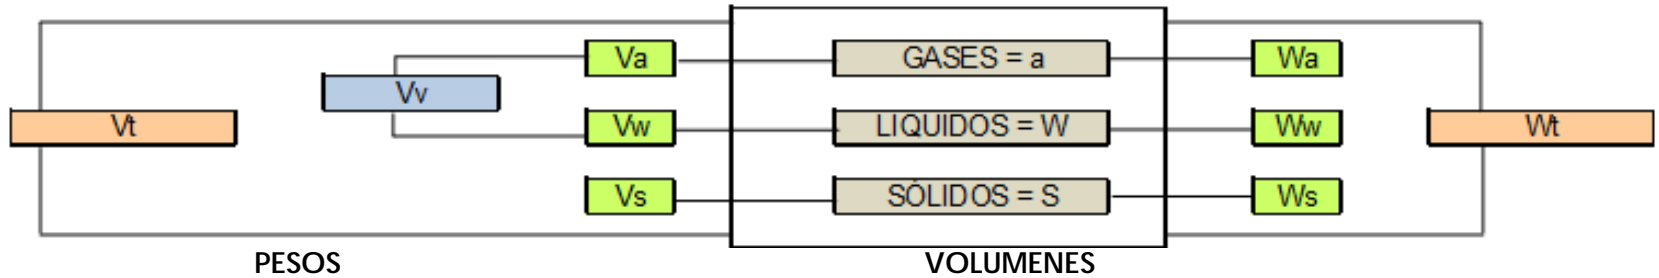 Va GASES = a Wa
Vv
Vt Vw LIQUIDOS = W Ww Wt
Vs SÓLIDOS = S Ws
PESOS VOLUMENES